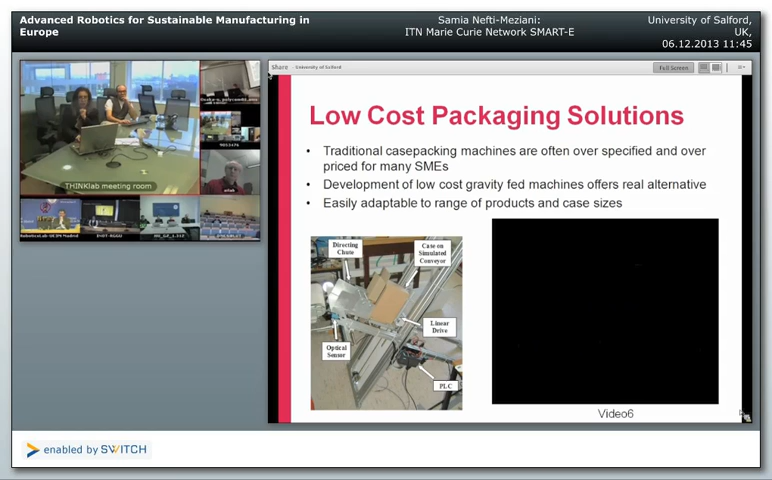 Advanced Robotics for Sustainable Manufacturing in
Europe
Samia Nefti-Meziani:
ITN Marie Curie Network SMART-E
University of Salford,
UK,
06.12.2013 11:45
Share
University of Salford
Full Screen
THINKlab meeting room
Low Cost Packaging Solutions
• Traditional casepacking machines are often over specified and over
priced for many SMEs
• Development of low cost gravity fed machines offers real alternative
• Easily adaptable to range of products and case sizes
Directing
Chute
Case on
Simulated
Conveyor
Linear
Drive
Optical
Sensor
PLC
Video6
enabled by SWITCH